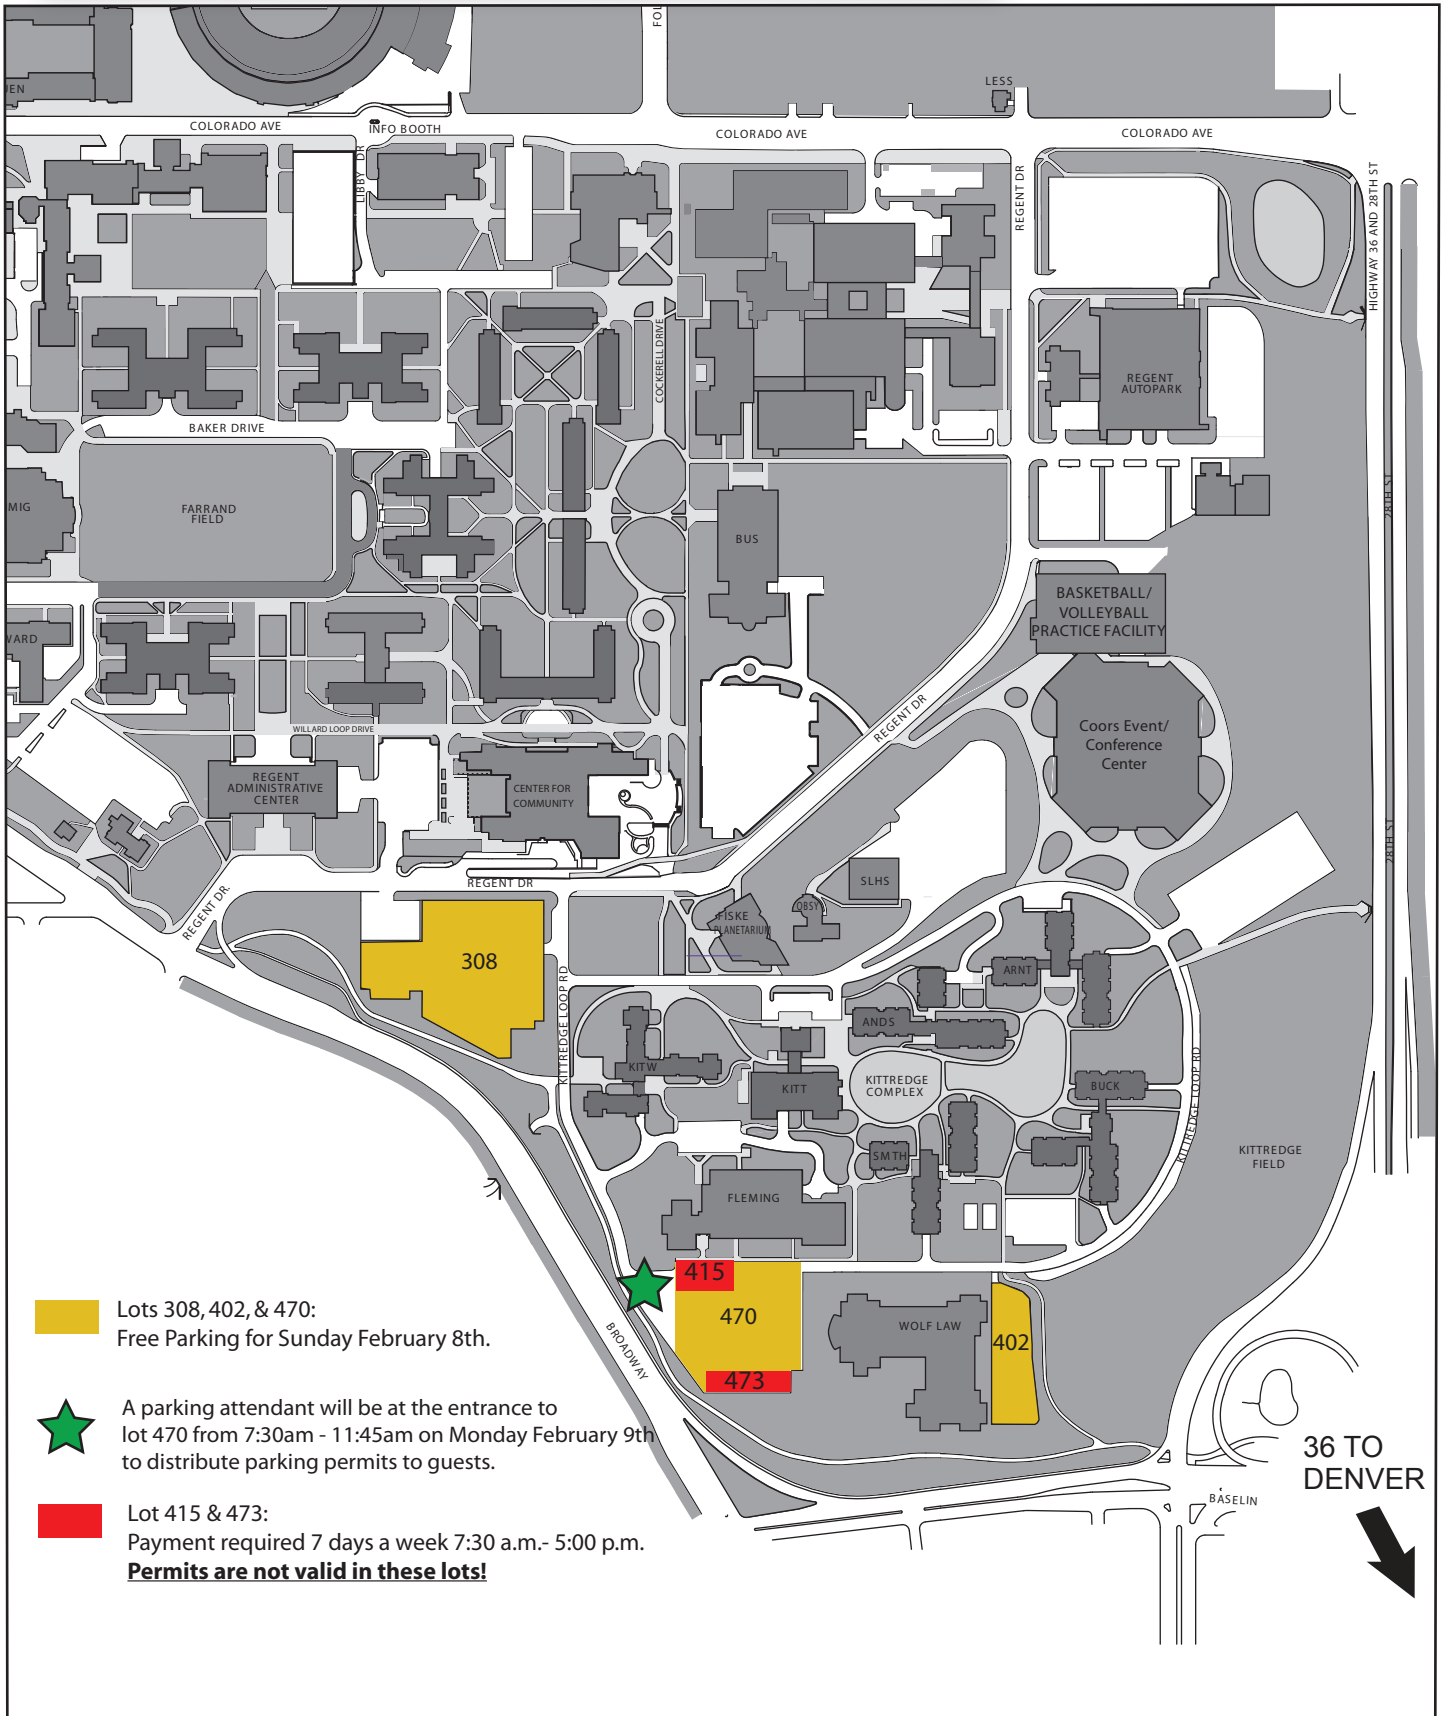 FOL
LESS
UEN
COLORADO AVE
INFO BOOTH
COLORADO AVE
COLORADO AVE
LIBBY DR
REGENT DR
HIGHWAY 36 AND 28TH ST
COCKERELL DRIVE
REGENT
AUTOPARK
BAKER DRIVE
MIG
FARRAND
FIELD
28TH ST
BUS
BASKETBALL/
VOLLEYBALL
PRACTICE FACILITY
WARD
REGENT DR
WILLARD LOOP DRIVE
Coors Event/
Conference
Center
REGENT
ADMINISTRATIVE
CENTER
CENTER FOR
COMMUNITY
28TH ST
REGENT DR
SLHS
REGENT DR.
OBSY
FISKE
PLANETARIUM
308
ARNT
KITTREDGE LOOP RD
ANDS
KITW
KITT
KITTREDGE
COMPLEX
BUCK
KITTREDGE LOOP RD
SMTH
KITTREDGE
FIELD
FLEMING
415
470
WOLF LAW
402
473
BROADWAY
Lots 308, 402, & 470:
Free Parking for Sunday February 8th.
A parking attendant will be at the entrance to
lot 470 from 7:30am - 11:45am on Monday February 9th
to distribute parking permits to guests.
36 TO
DENVER
BASELIN
Lot 415 & 473:
Payment required 7 days a week 7:30 a.m.- 5:00 p.m.
Permits are not valid in these lots!